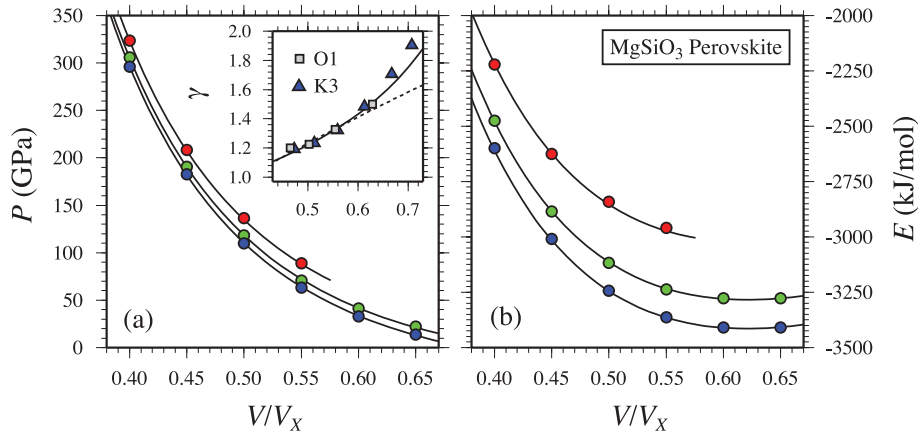 350
300
250
200
150
100
50
0
P (GPa)
0.40 0.45 0.50 0.55 0.60 0.65
V/V_X
(a)
2.0
1.8
1.6
1.4
1.2
1.0
γ
0.5 0.6 0.7
O1
K3
MgSiO₃ Perovskite
(b)
0.40 0.45 0.50 0.55 0.60 0.65
V/V_X
-2000
-2250
-2500
-2750
-3000
-3250
-3500
E (kJ/mol)